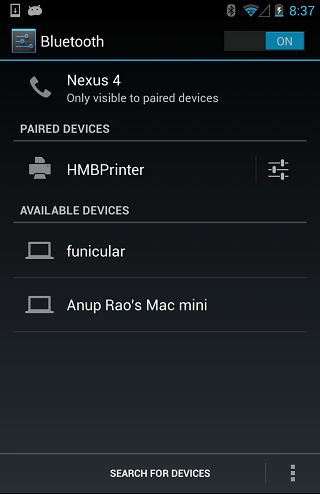 8:37
Bluetooth
ON
Nexus 4
Only visible to paired devices
PAIRED DEVICES
HMBPrinter
AVAILABLE DEVICES
funicular
Anup Rao's Mac mini
SEARCH FOR DEVICES